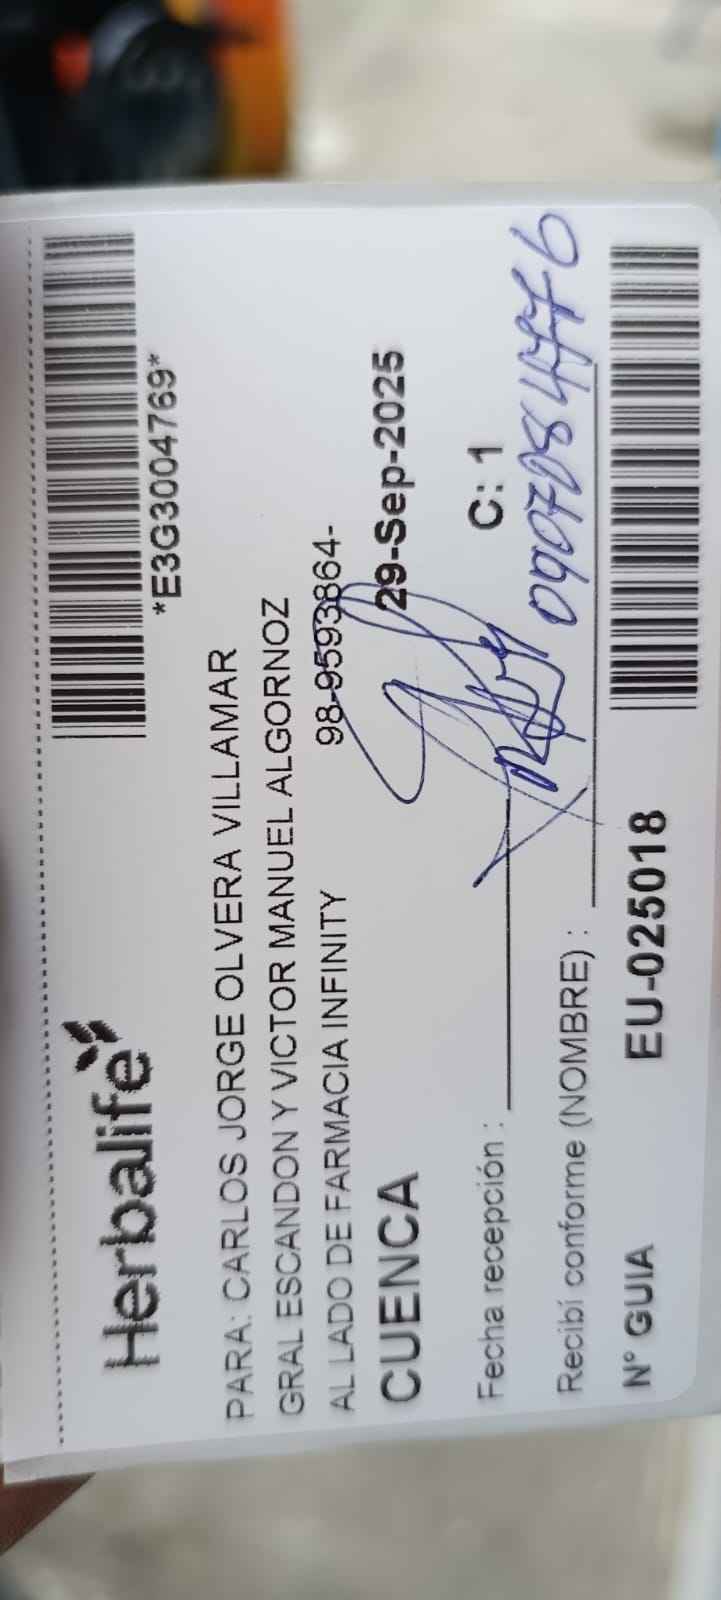 Herbalife
*E3G3004769*
PARA: CARLOS JORGE OLVERA VILLAMAR
GRAL ESCANDON Y VICTOR MANUEL ALGORNOZ
AL LADO DE FARMACIA INFINITY 98-9593864-
CUENCA 29-Sep-2025
Fecha recepción : C: 1
Recibí conforme (NOMBRE) :
N° GUIA EU-025018